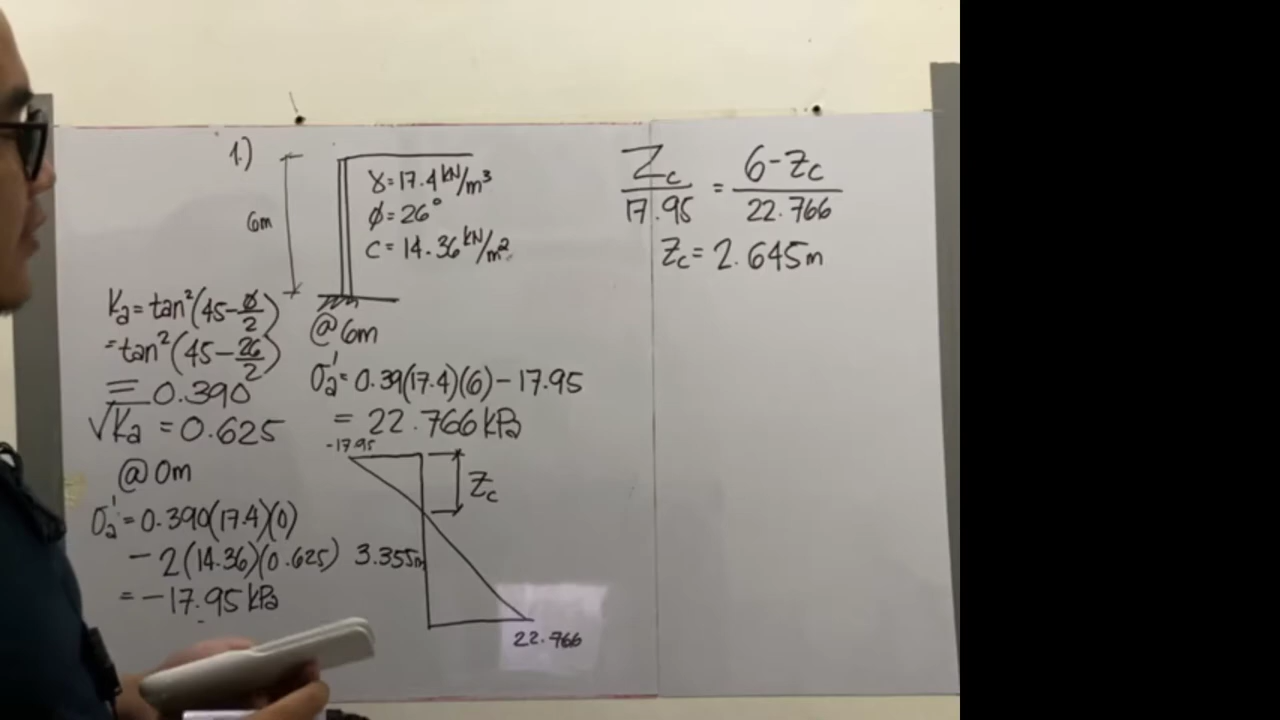 1.)
6m
γ=17.4 kN/m³
φ=26°
c=14.36 kN/m²
Ka=tan²(45-φ/2)
=tan²(45-26/2)
=0.390
√Ka=0.625
@0m
σa'=0.390(17.4)(0)
-2(14.36)(0.625)
=-17.95 kPa
@6m
σa'=0.39(17.4)(6)-17.95
=22.766 kPa
-17.95
Zc
3.355m
22.766
Zc/17.95 = 6-Zc/22.766
Zc=2.645m